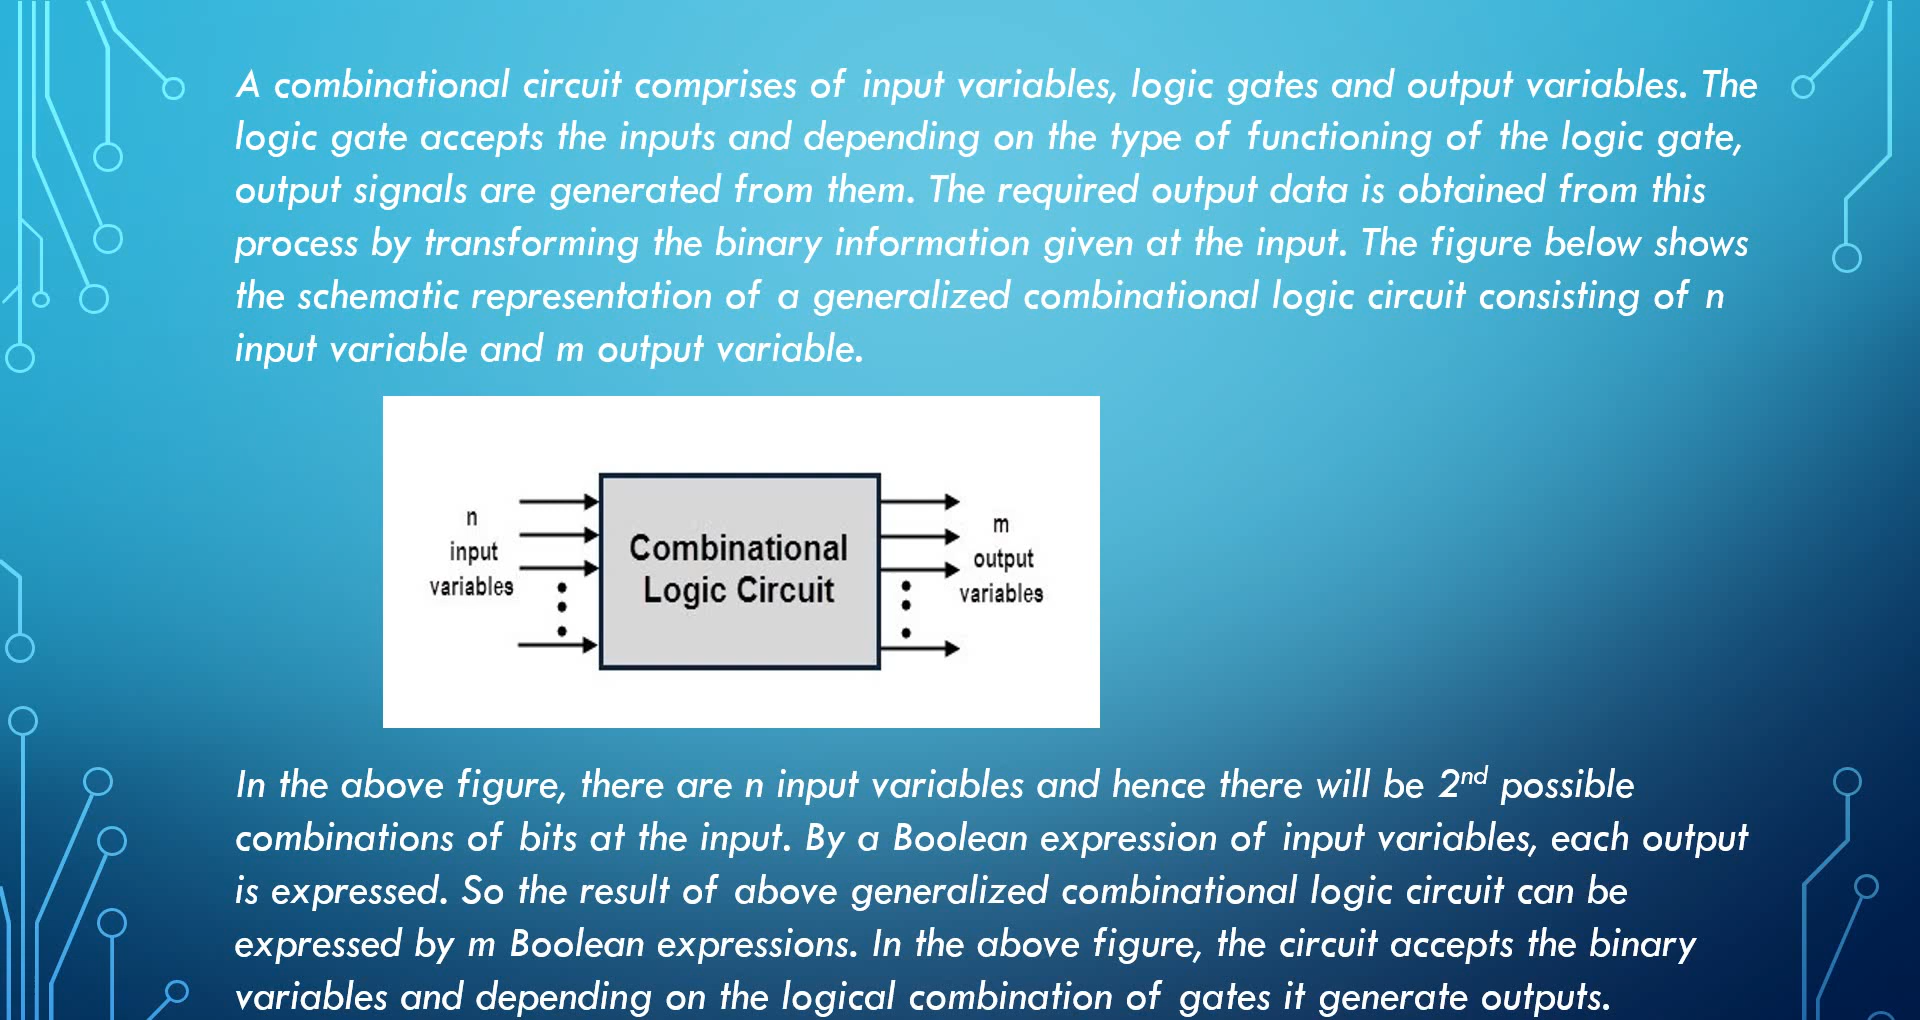 A combinational circuit comprises of input variables, logic gates and output variables. The
logic gate accepts the inputs and depending on the type of functioning of the logic gate,
output signals are generated from them. The required output data is obtained from this
process by transforming the binary information given at the input. The figure below shows
the schematic representation of a generalized combinational logic circuit consisting of n
input variable and m output variable.
n
input
variables
Combinational
Logic Circuit
m
output
variables
In the above figure, there are n input variables and hence there will be 2nd possible
combinations of bits at the input. By a Boolean expression of input variables, each output
is expressed. So the result of above generalized combinational logic circuit can be
expressed by m Boolean expressions. In the above figure, the circuit accepts the binary
variables and depending on the logical combination of gates it generate outputs.